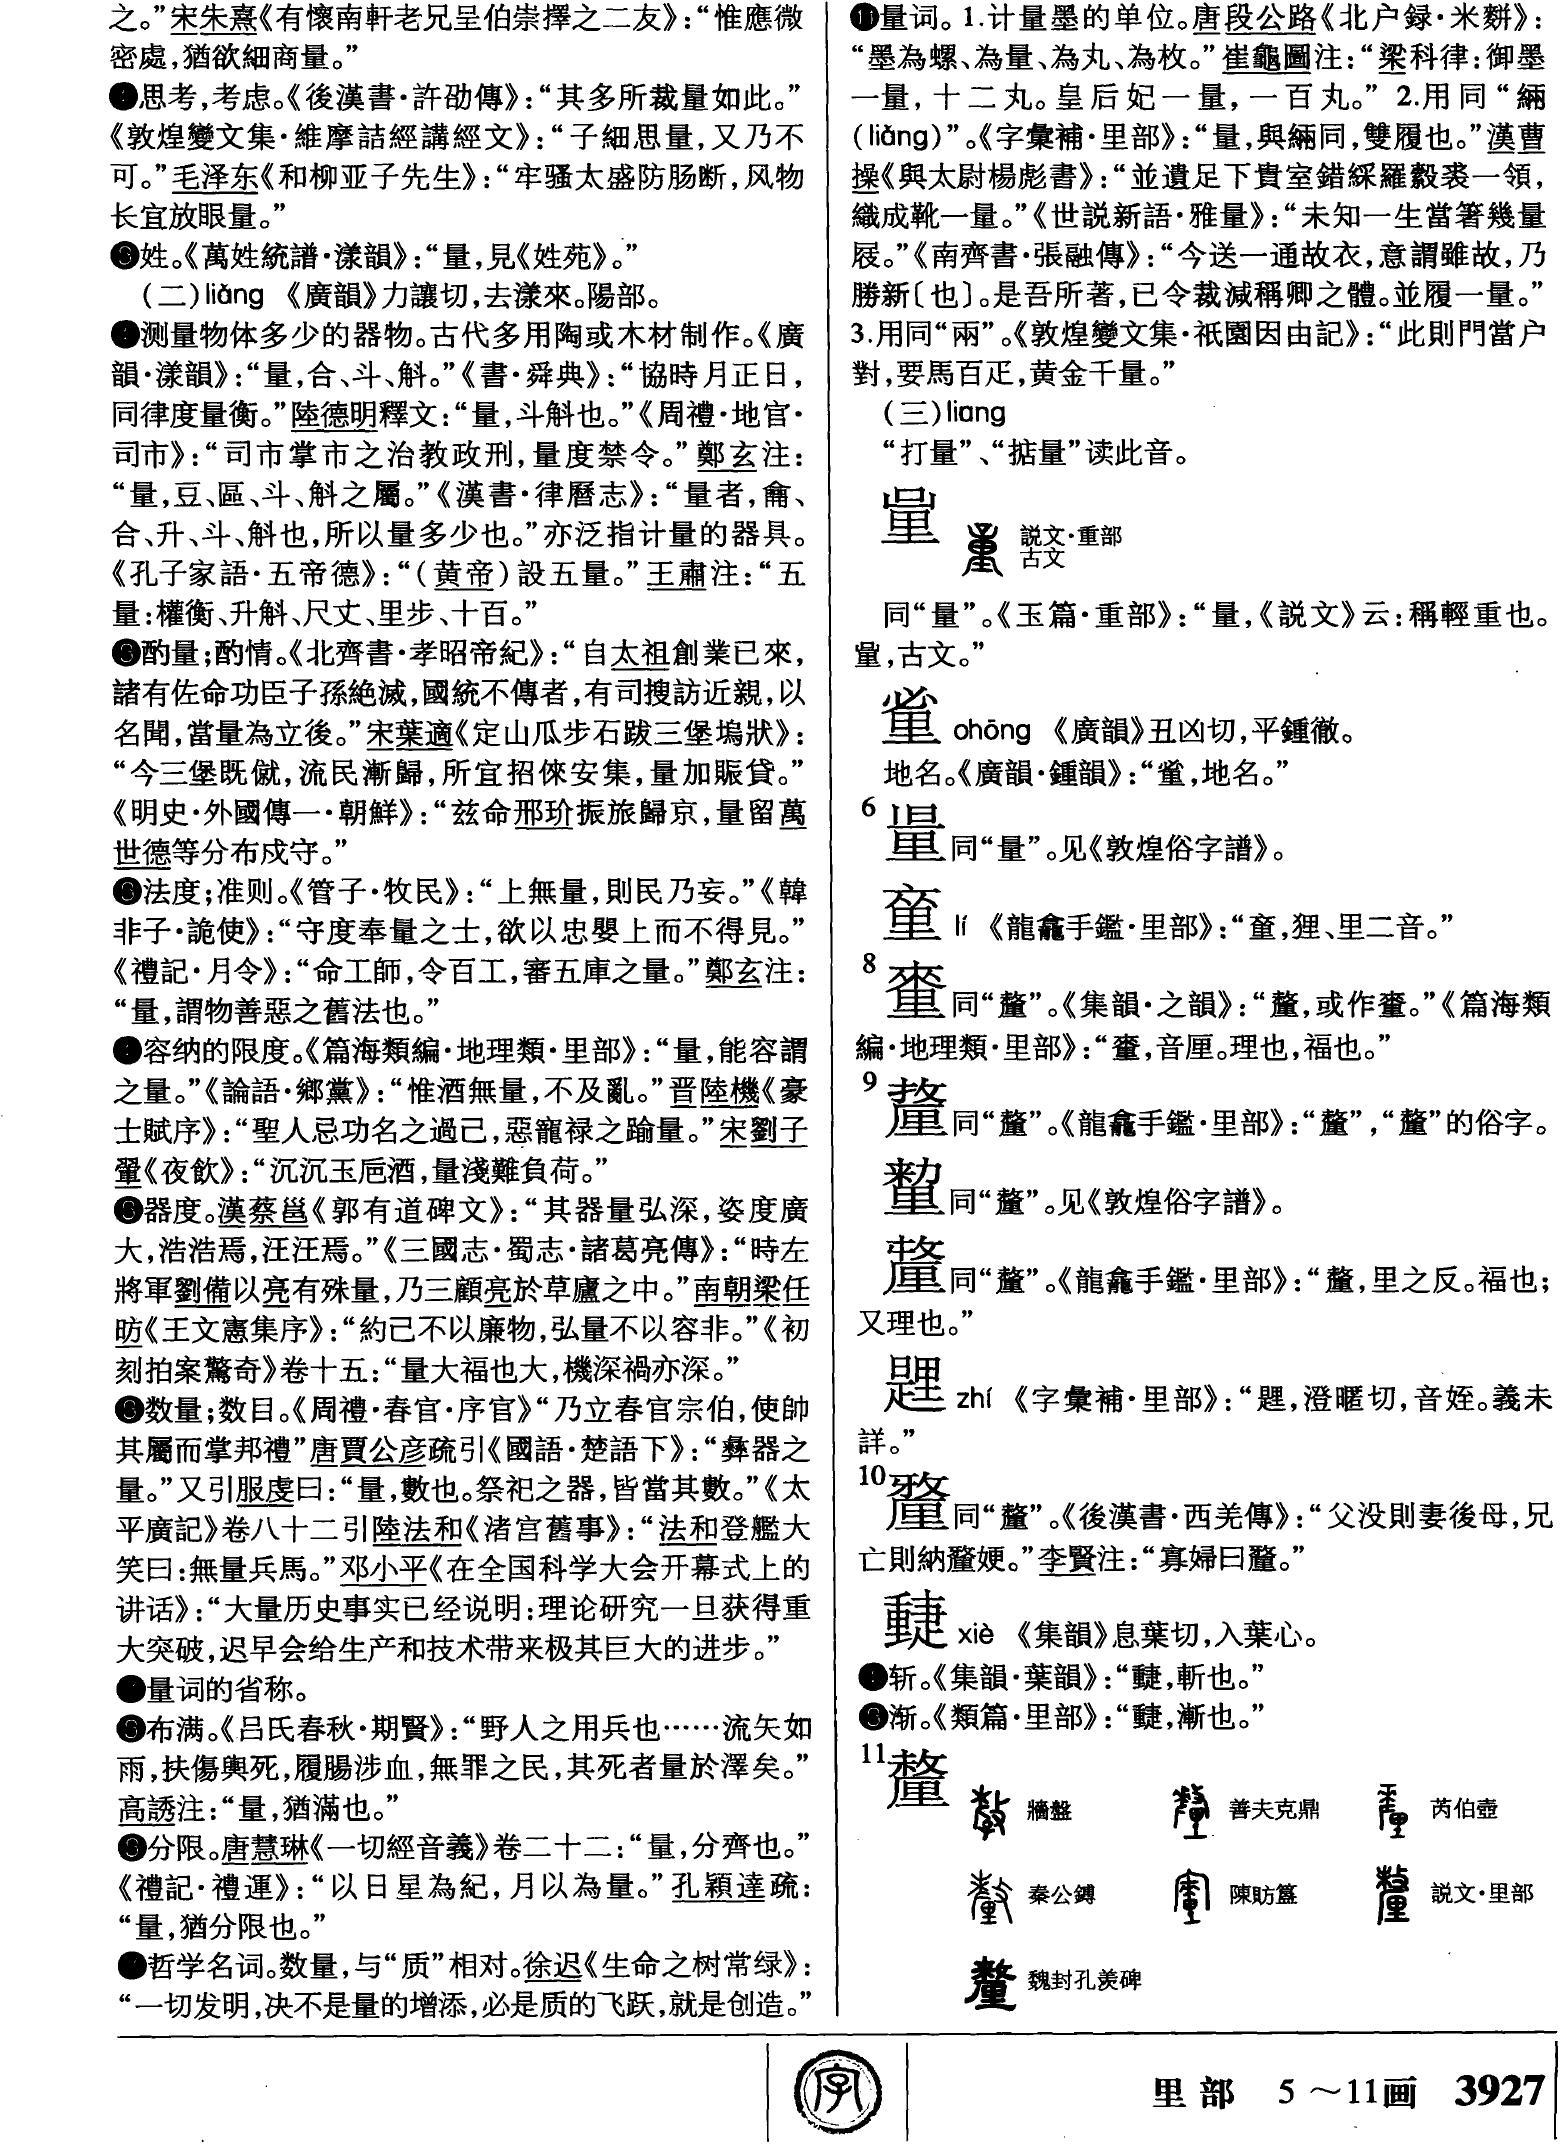 之。”宋朱熹《有懷南軒老兄呈伯崇擇之二友》：“惟應微
密處，猶欲細商量。”
思考，考虑。《後漢書·許劭傳》：“其多所裁量如此。”
《敦煌變文集·維摩詰經講經文》：“子細思量，又乃不
可。”毛泽东《和柳亚子先生》：“牢骚太盛防肠断，风物
长宜放眼量。”
姓。《萬姓統譜·漾韻》：“量，見《姓苑》。”
（二）liàng 《廣韻》力讓切，去漾來。陽部。
测量物体多少的器物。古代多用陶或木材制作。《廣
韻·漾韻》：“量，合、斗、斛。”《書·舜典》：“協時月正日，
同律度量衡。”陸德明釋文：“量，斗斛也。”《周禮·地官·
司市》：“司市掌市之治教政刑，量度禁令。”鄭玄注：
“量，豆、區、斗、斛之屬。”《漢書·律曆志》：“量者，龠、
合、升、斗、斛也，所以量多少也。”亦泛指计量的器具。
《孔子家語·五帝德》：“（黄帝）設五量。”王肅注：“五
量：權衡、升斛、尺丈、里步、十百。”
酌量；酌情。《北齊書·孝昭帝紀》：“自太祖創業已來，
諸有佐命功臣子孫絶滅，國統不傳者，有司搜訪近親，以
名聞，當量為立後。”宋葉適《定山瓜步石跋三堡塢狀》：
“今三堡既僦，流民漸歸，所宜招倈安集，量加賑貸。”
《明史·外國傳一·朝鮮》：“兹命邢玠振旅歸京，量留萬
世德等分布戍守。”
法度；准则。《管子·牧民》：“上無量，則民乃妄。”《韓
非子·詭使》：“守度奉量之士，欲以忠嬰上而不得見。”
《禮記·月令》：“命工師，令百工，審五庫之量。”鄭玄注：
“量，謂物善惡之舊法也。”
容纳的限度。《篇海類編·地理類·里部》：“量，能容謂
之量。”《論語·鄉黨》：“惟酒無量，不及亂。”晋陸機《豪
士賦序》：“聖人忌功名之過己，惡寵禄之踰量。”宋劉子
翬《夜飲》：“沉沉玉卮酒，量淺難負荷。”
器度。漢蔡邕《郭有道碑文》：“其器量弘深，姿度廣
大，浩浩焉，汪汪焉。”《三國志·蜀志·諸葛亮傳》：“時左
將軍劉備以亮有殊量，乃三顧亮於草廬之中。”南朝梁任
昉《王文憲集序》：“約己不以廉物，弘量不以容非。”《初
刻拍案驚奇》卷十五：“量大福也大，機深禍亦深。”
数量；数目。《周禮·春官·序官》“乃立春官宗伯，使帥
其屬而掌邦禮”唐賈公彦疏引《國語·楚語下》：“彝器之
量。”又引服虔曰：“量，數也。祭祀之器，皆當其數。”《太
平廣記》卷八十二引陸法和《渚宫舊事》：“法和登艦大
笑曰：無量兵馬。”邓小平《在全国科学大会开幕式上的
讲话》：“大量历史事实已经说明：理论研究一旦获得重
大突破，迟早会给生产和技术带来极其巨大的进步。”
量词的省称。
布满。《吕氏春秋·期賢》：“野人之用兵也……流矢如
雨，扶傷輿死，履腸涉血，無罪之民，其死者量於澤矣。”
高誘注：“量，猶滿也。”
分限。唐慧琳《一切經音義》卷二十二：“量，分齊也。”
《禮記·禮運》：“以日星為紀，月以為量。”孔穎達疏：
“量，猶分限也。”
哲学名词。数量，与“质”相对。徐迟《生命之树常绿》：
“一切发明，决不是量的增添，必是质的飞跃，就是创造。”
⓫量词。1.计量墨的单位。唐段公路《北户録·米麨》：
“墨為螺、為量、為丸、為枚。”崔龜圖注：“梁科律：御墨
一量，十二丸。皇后妃一量，一百丸。”2.用同“緉
（liǎng）”。《字彙補·里部》：“量，與緉同，雙履也。”漢曹
操《與太尉楊彪書》：“並遺足下貴室錯綵羅縠裘一領，
織成靴一量。”《世説新語·雅量》：“未知一生當箸幾量
屐。”《南齊書·張融傳》：“今送一通故衣，意謂雖故，乃
勝新〔也〕。是吾所著，已令裁減稱卿之體。並履一量。”
3.用同“兩”。《敦煌變文集·祇園因由記》：“此則門當户
對，要馬百疋，黄金千量。”
（三）liang
“打量”、“掂量”读此音。
説文·重部
古文
同“量”。《玉篇·重部》：“量，《説文》云：稱輕重也。
，古文。”
ohōng 《廣韻》丑凶切，平鍾徹。
地名。《廣韻·鍾韻》：“，地名。”
6
同“量”。见《敦煌俗字譜》。
lí 《龍龕手鑑·里部》：“，狸、里二音。”
8
同“釐”。《集韻·之韻》：“釐，或作。”《篇海類
編·地理類·里部》：“，音厘。理也，福也。”
9
同“釐”。《龍龕手鑑·里部》：“”，“釐”的俗字。
同“釐”。见《敦煌俗字譜》。
同“釐”。《龍龕手鑑·里部》：“，里之反。福也；
又理也。”
zhí 《字彙補·里部》：“，澄暱切，音姪。義未
詳。”
10
同“釐”。《後漢書·西羌傳》：“父没則妻後母，兄
亡則納嫂。”李賢注：“寡婦曰。”
xiè 《集韻》息葉切，入葉心。
斩。《集韻·葉韻》：“，斬也。”
渐。《類篇·里部》：“，漸也。”
11
釐 牆盤 善夫克鼎 芮伯壺
秦公鎛 陳昉簋 説文·里部
魏封孔羨碑
字
里部 5～11画 3927